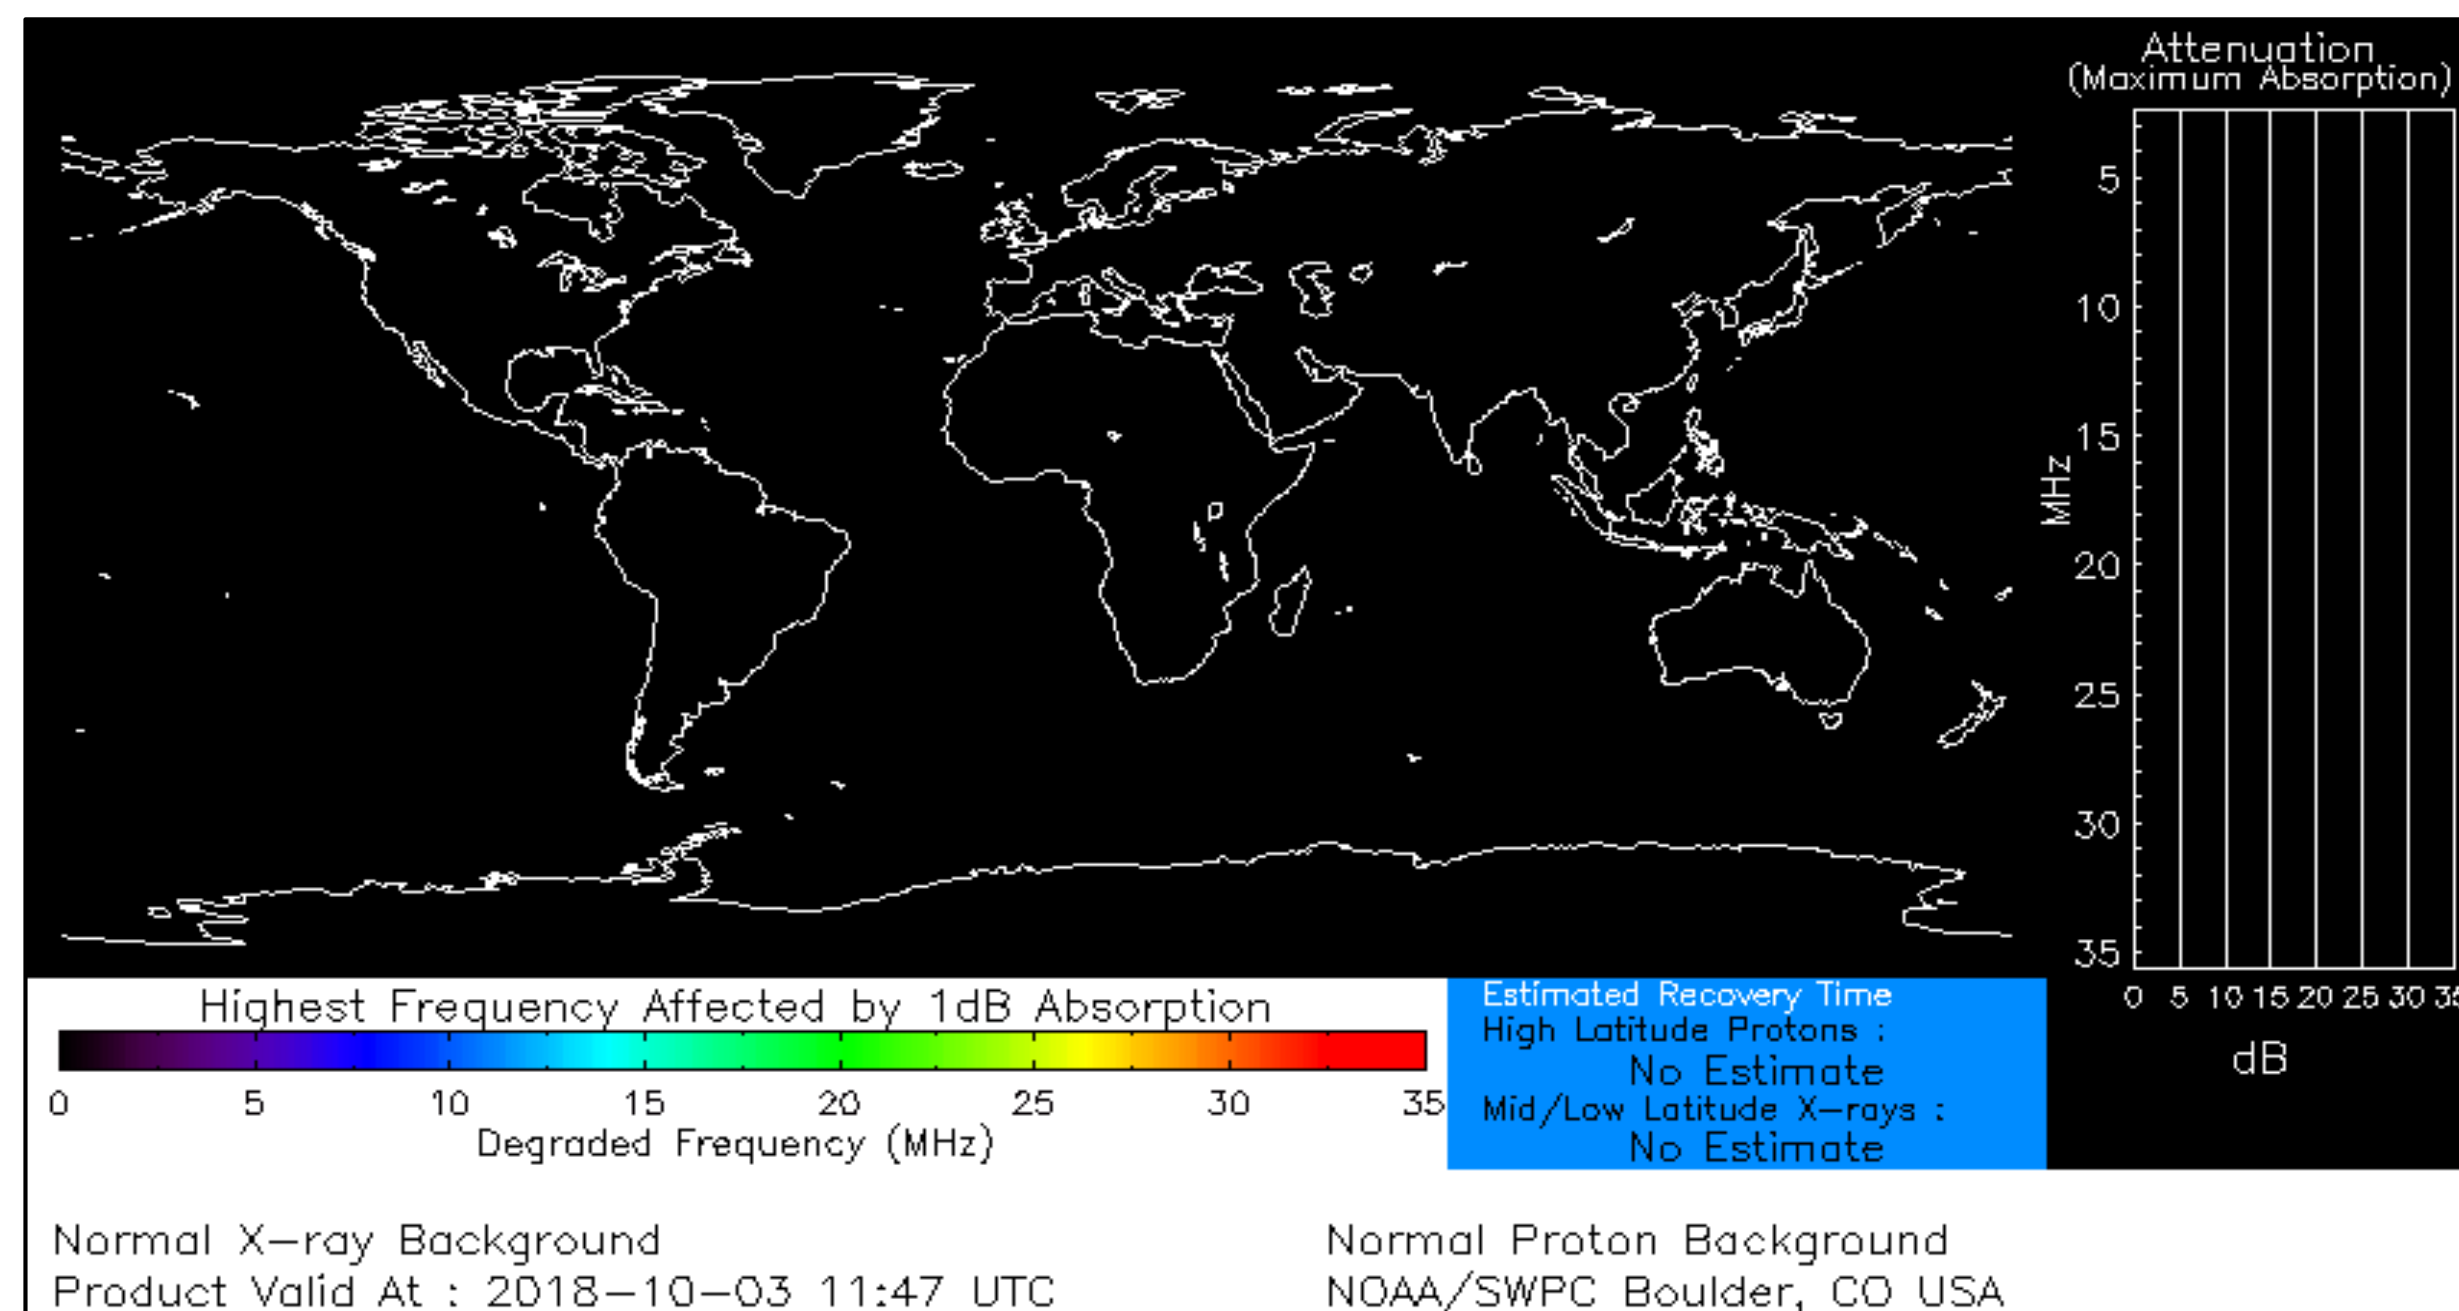 Attenuation
(Maximum Absorption)
5
10
15
20
25
30
35
MHz
0 5 10 15 20 25 30 35
dB
Highest Frequency Affected by 1dB Absorption
0 5 10 15 20 25 30 35
Degraded Frequency (MHz)
Estimated Recovery Time
High Latitude Protons :
No Estimate
Mid/Low Latitude X-rays :
No Estimate
Normal X-ray Background
Normal Proton Background
Product Valid At : 2018-10-03 11:47 UTC
NOAA/SWPC Boulder, CO USA